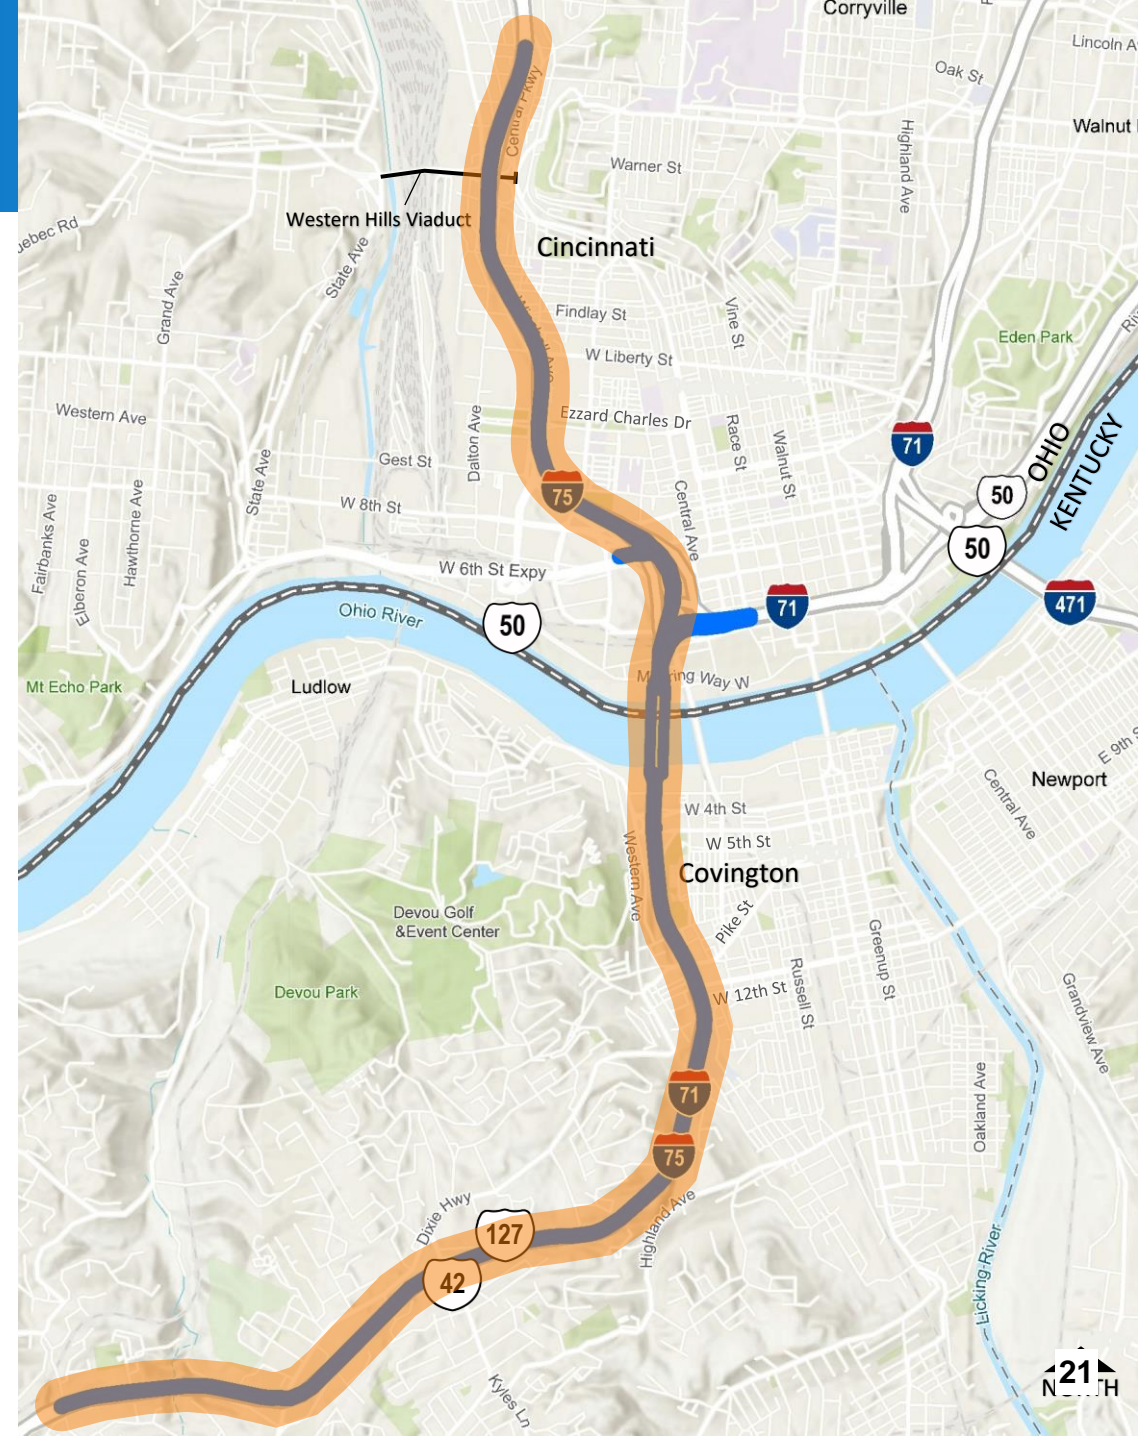 Corryville
Lincoln A
Oak St
Walnut
Central Pkwy
Highland Ave
Warner St
Western Hills Viaduct
uebec Rd
Cincinnati
State Ave
Grand Ave
Findlay St
Vine St
Eden Park
W Liberty St
Western Ave
Dalton Ave
Ezzard Charles Dr
Race St
Walnut St
71
OHIO
KENTUCKY
Gest St
State Ave
75
50
W 8th St
Central Ave
Fairbanks Ave
Hawthorne Ave
Elberon Ave
50
W 6th St Expy
71
471
Ohio River
50
Mt Echo Park
Ludlow
Way W
E 9th S
Newport
Central Ave
W 4th St
W 5th St
Western Ave
Covington
Devou Golf
&Event Center
Pike St
Greenup St
Devou Park
W 12th St
Russell St
Grandview Ave
71
Oakland Ave
75
Dixie Hwy
127
Highland Ave
42
Licking River
Kyles Ln
21